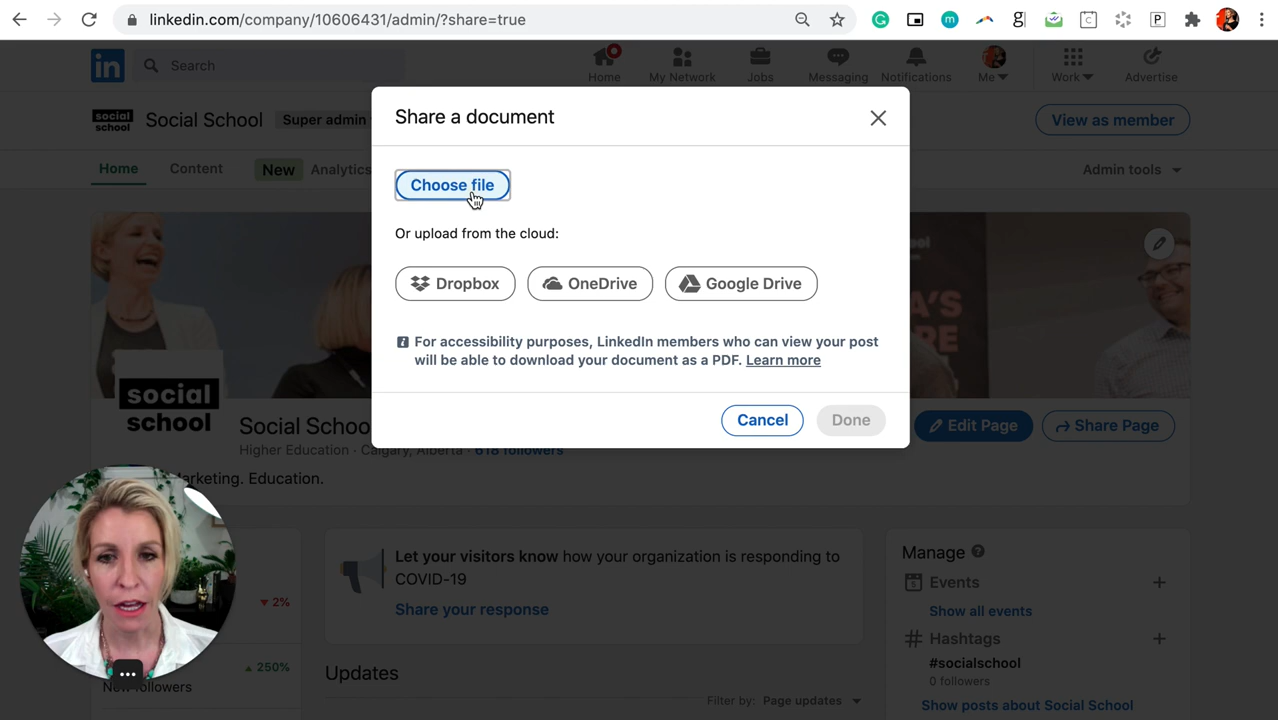 linkedin.com/company/10606431/admin/?share=true
Search
Home
My Network
Jobs
Messaging
Notifications
Me
Work
Advertise
social
school
Social School
Super admin
View as member
Home
Content
New
Analytics
Admin tools
Share a document
Choose file
Or upload from the cloud:
Dropbox
OneDrive
Google Drive
For accessibility purposes, LinkedIn members who can view your post
will be able to download your document as a PDF. Learn more
Cancel
Done
social
school
Social Schoo
Edit Page
Share Page
Higher Education · Calgary, Alberta · 618 followers
arketing. Education.
Let your visitors know how your organization is responding to
COVID-19
Share your response
Manage
Events
Show all events
Hashtags
#socialschool
0 followers
Show posts about Social School
2%
250%
New followers
Updates
Filter by: Page updates